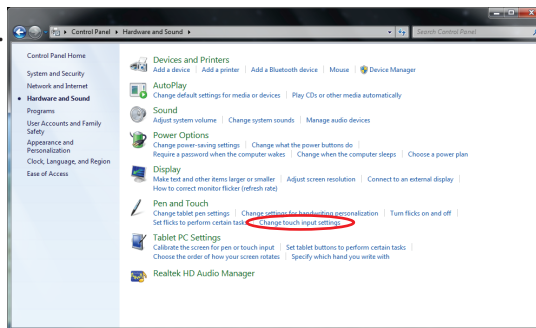 Control Panel ▸ Hardware and Sound ▸
Search Control Panel
Control Panel Home
System and Security
Network and Internet
Hardware and Sound
Programs
User Accounts and Family
Safety
Appearance and
Personalization
Clock, Language, and Region
Ease of Access
Devices and Printers
Add a device | Add a printer | Add a Bluetooth device | Mouse | Device Manager
AutoPlay
Change default settings for media or devices | Play CDs or other media automatically
Sound
Adjust system volume | Change system sounds | Manage audio devices
Power Options
Change power-saving settings | Change what the power buttons do |
Require a password when the computer wakes | Change when the computer sleeps | Choose a power plan
Display
Make text and other items larger or smaller | Adjust screen resolution | Connect to an external display |
How to correct monitor flicker (refresh rate)
Pen and Touch
Change tablet pen settings | Change settings for handwriting personalization | Turn flicks on and off |
Set flicks to perform certain tasks | Change touch input settings
Tablet PC Settings
Calibrate the screen for pen or touch input | Set tablet buttons to perform certain tasks |
Choose the order of how your screen rotates | Specify which hand you write with
Realtek HD Audio Manager